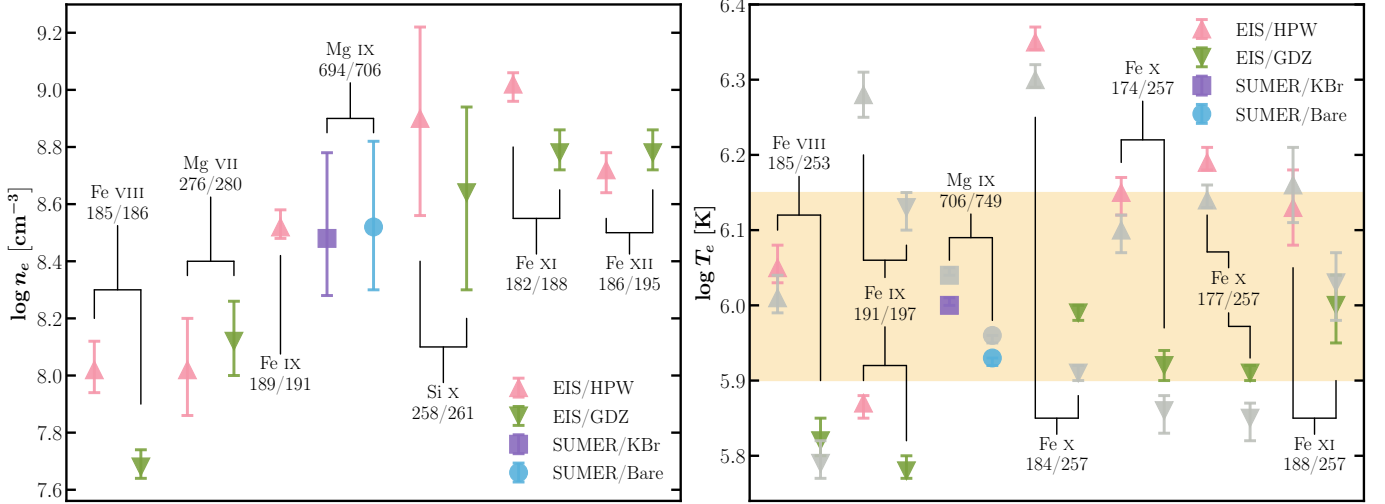 log nₑ [cm⁻³]
9.2
9.0
8.8
8.6
8.4
8.2
8.0
7.8
7.6
Fe VIII
185/186
Mg VII
276/280
Fe IX
189/191
Mg IX
694/706
Si X
258/261
Fe XI
182/188
Fe XII
186/195
EIS/HPW
EIS/GDZ
SUMER/KBr
SUMER/Bare
log Tₑ [K]
6.4
6.3
6.2
6.1
6.0
5.9
5.8
Fe VIII
185/253
Fe IX
191/197
Mg IX
706/749
Fe X
184/257
Fe X
174/257
Fe X
177/257
Fe XI
188/257
EIS/HPW
EIS/GDZ
SUMER/KBr
SUMER/Bare